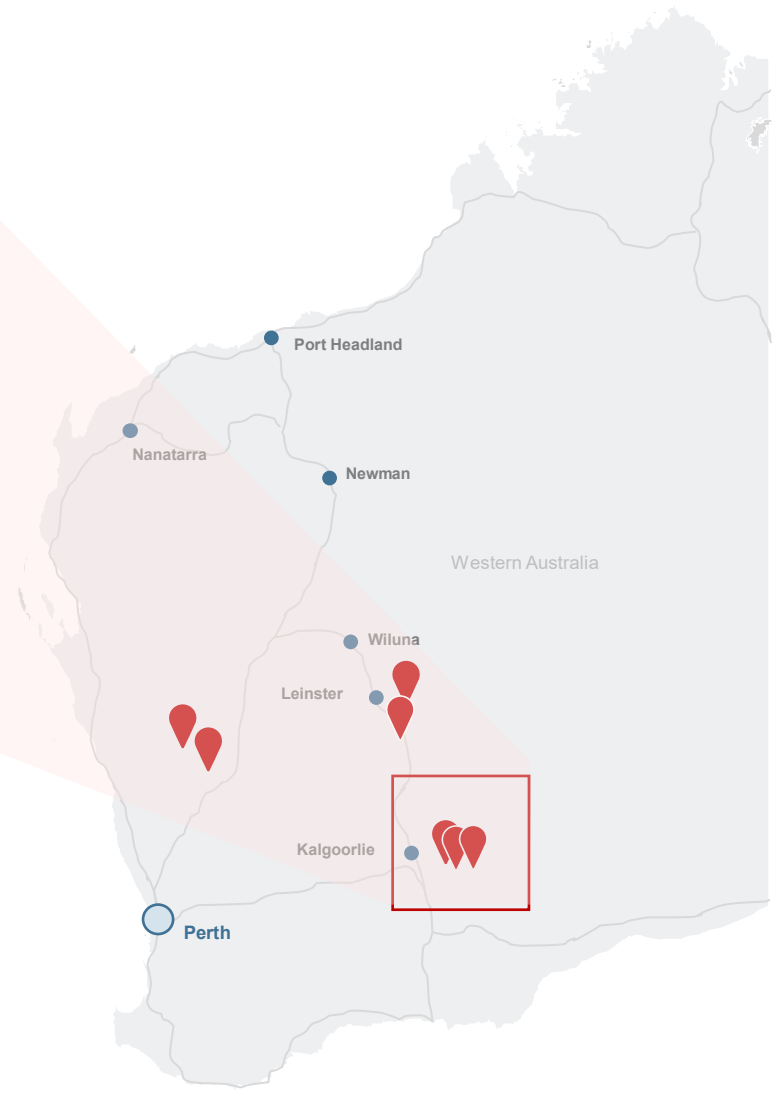 Port Headland
Nanatarra
Newman
Western Australia
Wiluna
Leinster
Kalgoorlie
Perth